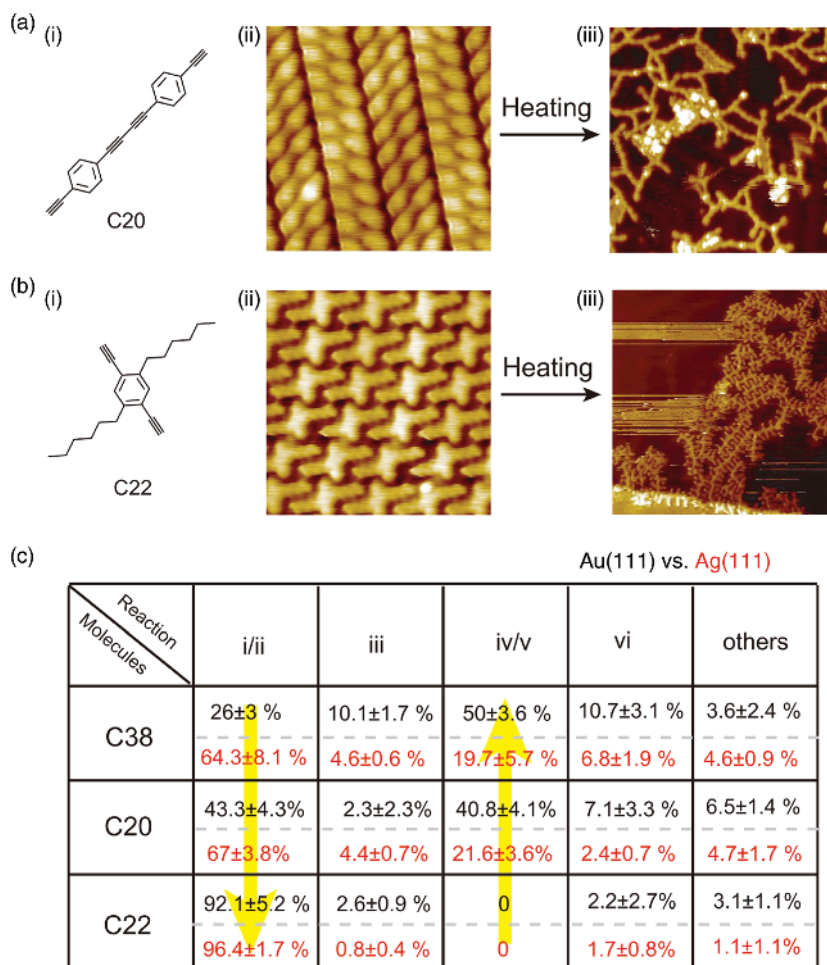 (a)
(i)
(ii)
Heating
(iii)
C20
(b)
(i)
(ii)
Heating
(iii)
C22
(c)
Au(111) vs. Ag(111)
Reaction
Molecules
i/ii
iii
iv/v
vi
others
C38
26±3 %
10.1±1.7 %
50±3.6 %
10.7±3.1 %
3.6±2.4 %
64.3±8.1 %
4.6±0.6 %
19.7±5.7 %
6.8±1.9 %
4.6±0.9 %
C20
43.3±4.3%
2.3±2.3%
40.8±4.1%
7.1±3.3 %
6.5±1.4 %
67±3.8%
4.4±0.7%
21.6±3.6%
2.4±0.7 %
4.7±1.7 %
C22
92.1±5.2 %
2.6±0.9 %
0
2.2±2.7%
3.1±1.1%
96.4±1.7 %
0.8±0.4 %
0
1.7±0.8%
1.1±1.1%